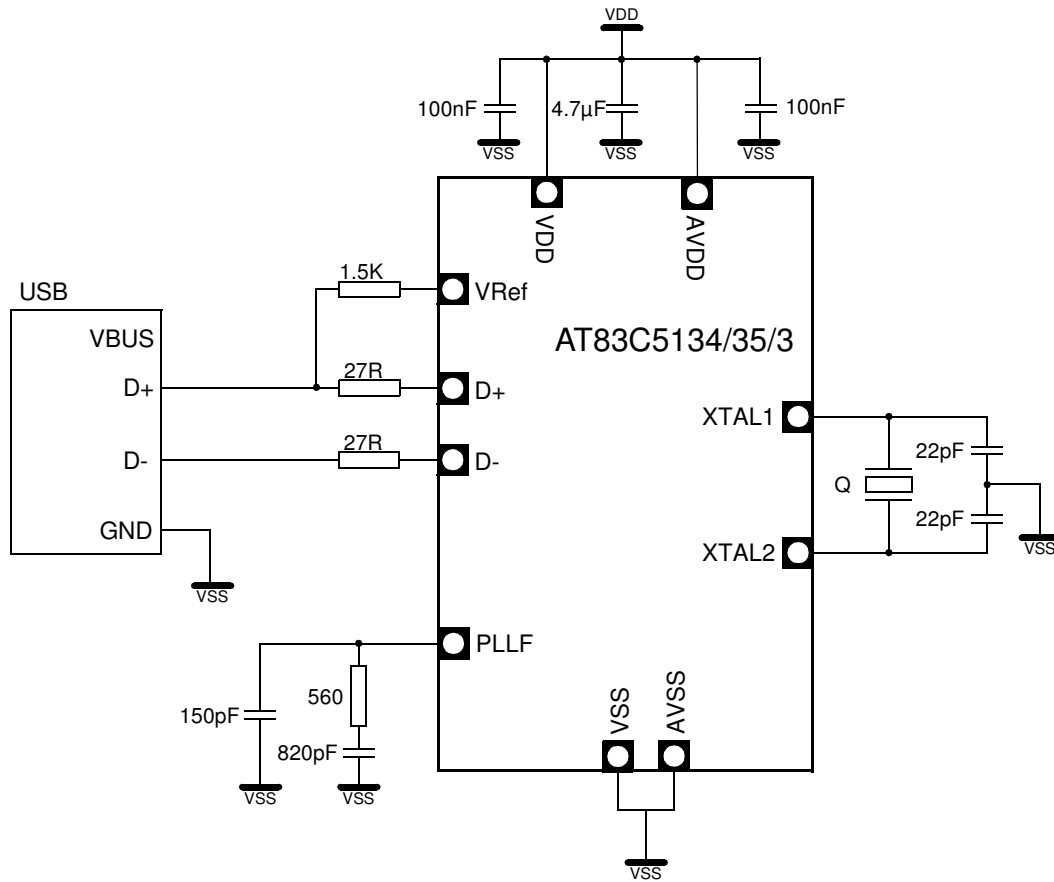 VDD
100nF
4.7µF
100nF
VSS
VSS
VSS
VDD
AVDD
1.5K
VRef
USB
VBUS
AT83C5134/35/3
D+
27R
D+
XTAL1
D-
27R
D-
22pF
Q
22pF
GND
VSS
XTAL2
VSS
PLLF
560
150pF
820pF
VSS
AVSS
VSS
VSS
VSS